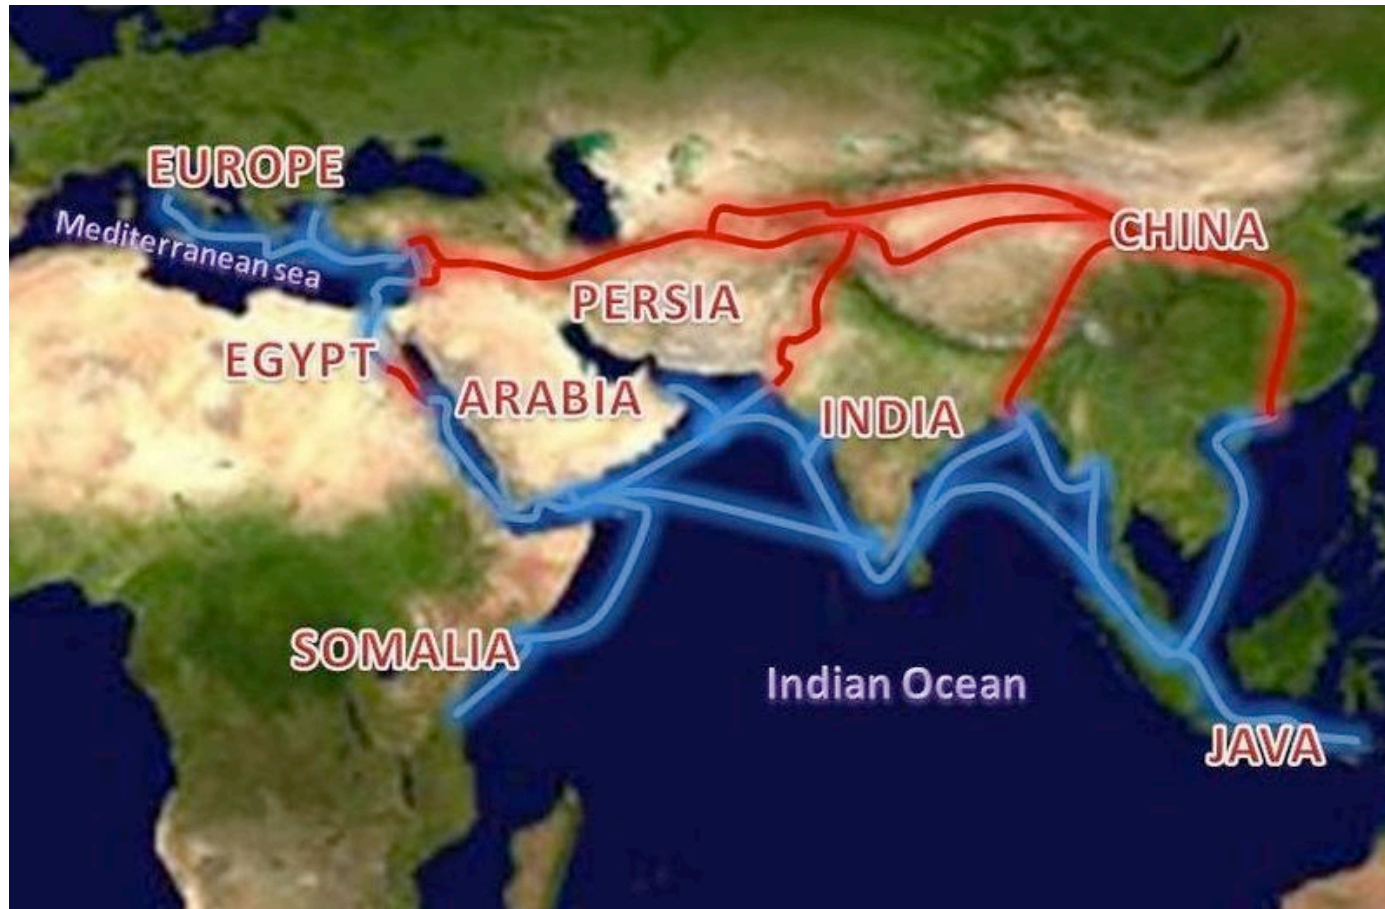 EUROPE
Mediterranean sea
CHINA
PERSIA
EGYPT
ARABIA
INDIA
SOMALIA
Indian Ocean
JAVA